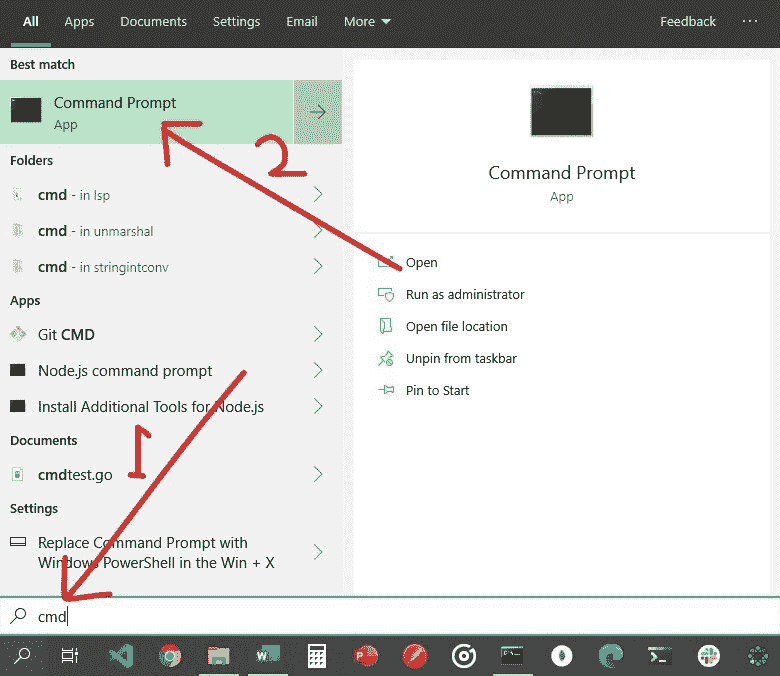 All Apps Documents Settings Email More Feedback ...
Best match
Command Prompt
App
Folders
cmd - in lsp
cmd - in unmarshal
cmd - in stringintconv
Apps
Git CMD
Node.js command prompt
Install Additional Tools for Node.js
Documents
cmdtest.go
Settings
Replace Command Prompt with
Windows PowerShell in the Win + X
cmd
Command Prompt
App
Open
Run as administrator
Open file location
Unpin from taskbar
Pin to Start
2
1